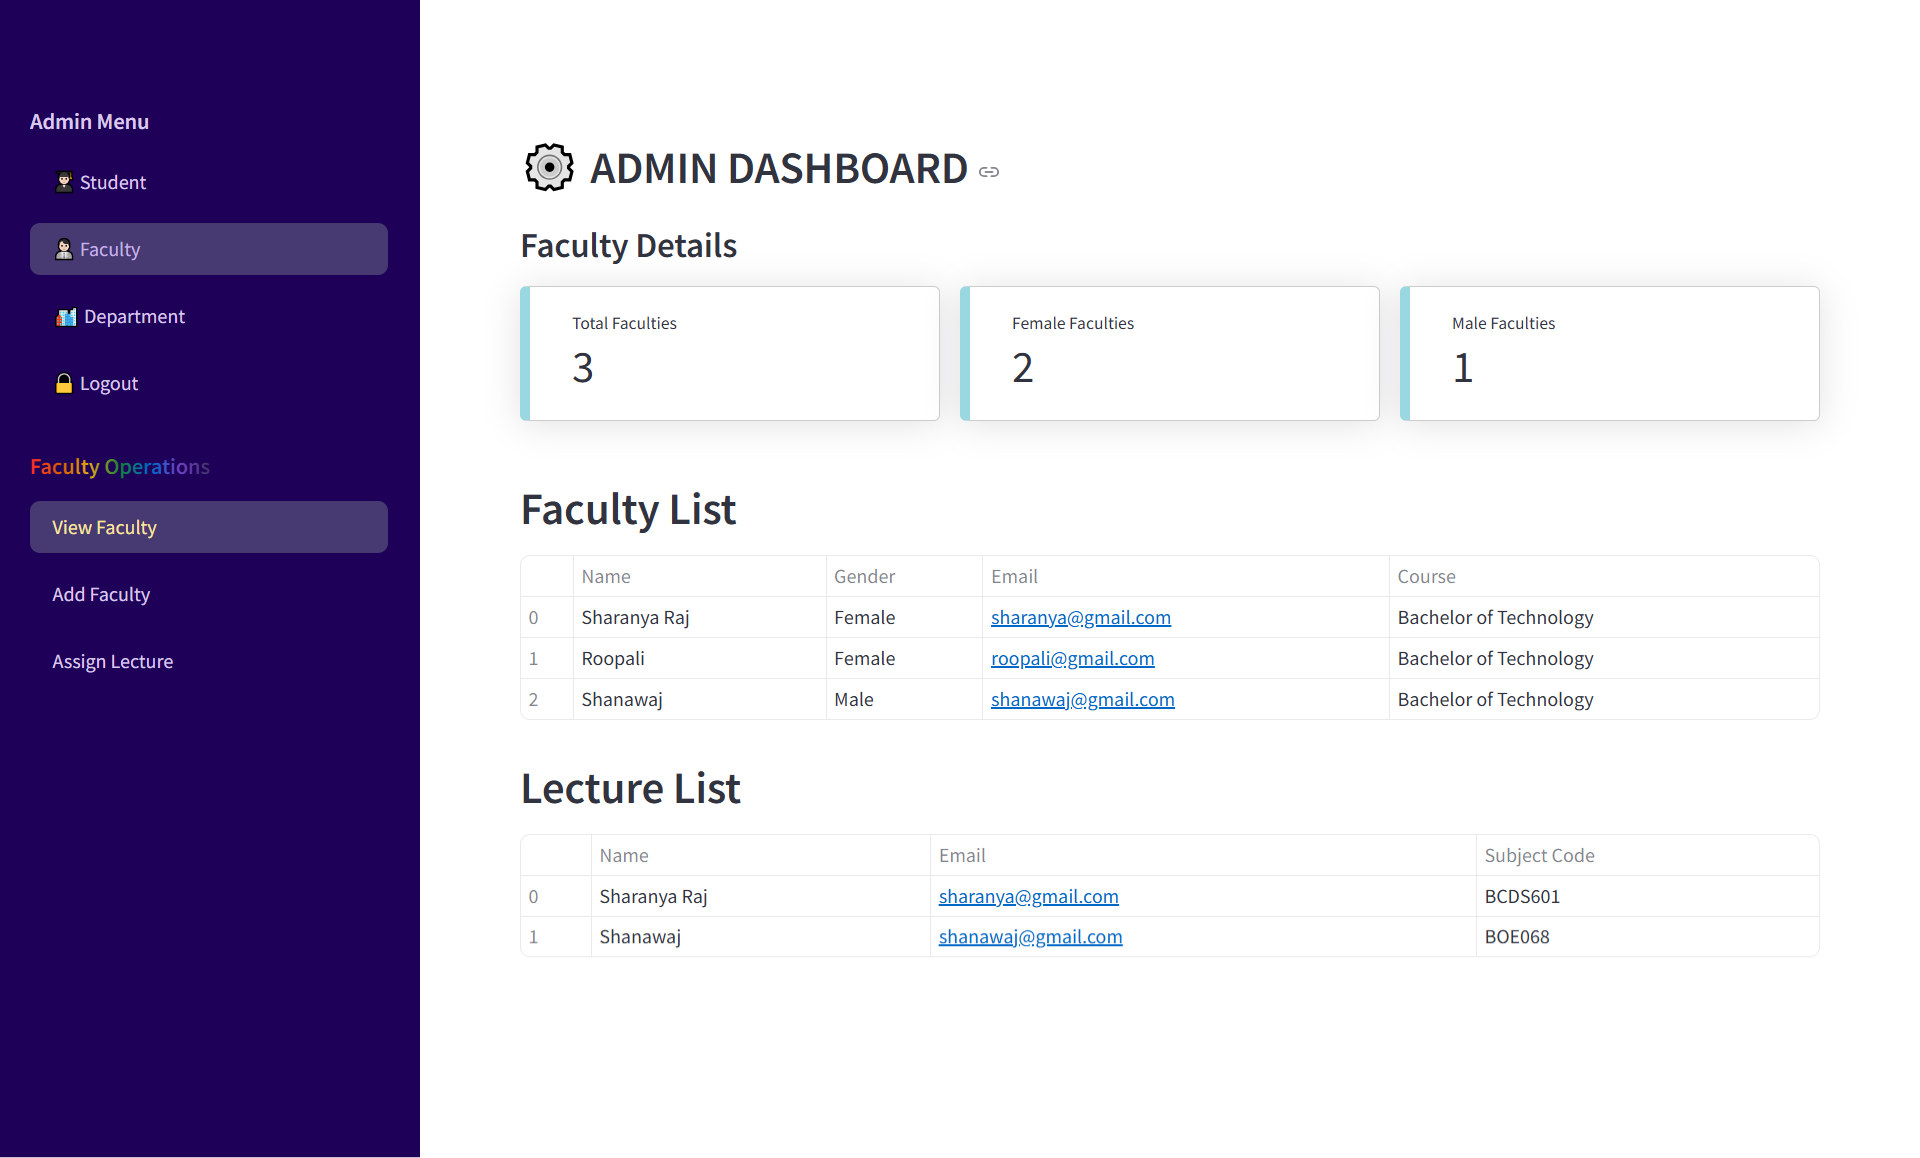 Admin Menu
Student
Faculty
Department
Logout
Faculty Operations
View Faculty
Add Faculty
Assign Lecture
ADMIN DASHBOARD
Faculty Details
Total Faculties
3
Female Faculties
2
Male Faculties
1
Faculty List
Name Gender Email Course
0 Sharanya Raj Female sharanya@gmail.com Bachelor of Technology
1 Roopali Female roopali@gmail.com Bachelor of Technology
2 Shanawaj Male shanawaj@gmail.com Bachelor of Technology
Lecture List
Name Email Subject Code
0 Sharanya Raj sharanya@gmail.com BCDS601
1 Shanawaj shanawaj@gmail.com BOE068